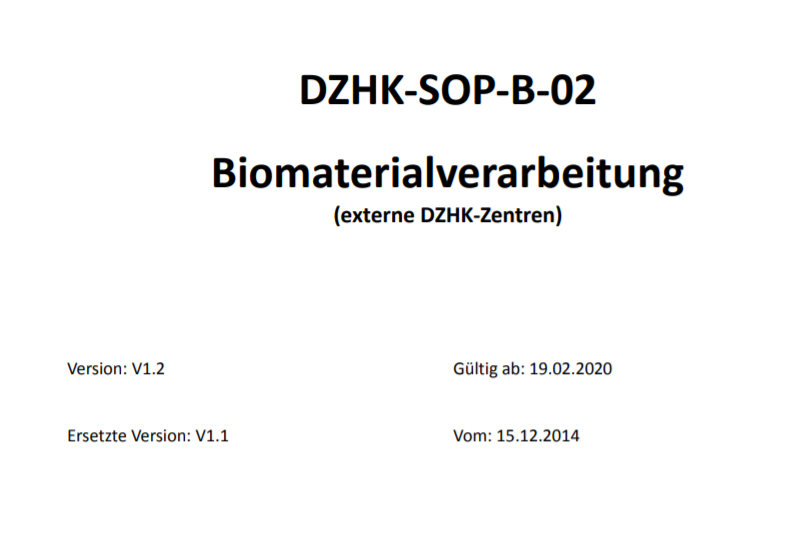 DZHK-SOP-B-02
Biomaterialverarbeitung
(externe DZHK-Zentren)
Version: V1.2 Gültig ab: 19.02.2020
Ersetzte Version: V1.1 Vom: 15.12.2014